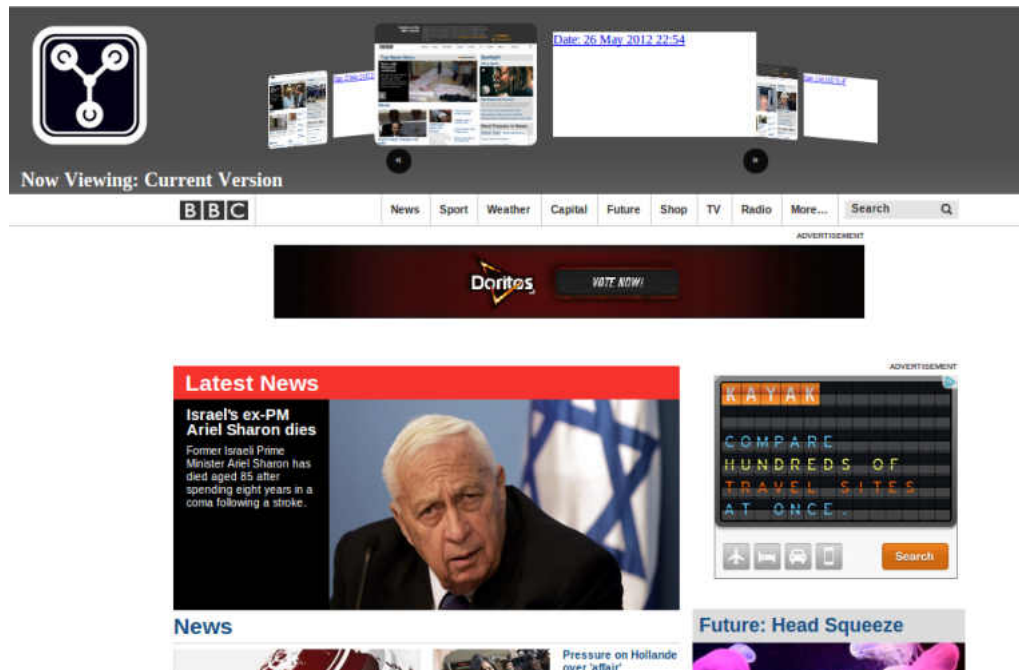 Date: 26 May 2012 22:54
Now Viewing: Current Version
BBC
News Sport Weather Capital Future Shop TV Radio More... Search
ADVERTISEMENT
Doritos VOTE NOW!
Latest News
Israel's ex-PM
Ariel Sharon dies
Former Israeli Prime
Minister Ariel Sharon has
died aged 85 after
spending eight years in a
coma following a stroke.
ADVERTISEMENT
KAYAK
COMPARE
HUNDREDS OF
TRAVEL SITES
AT ONCE.
Search
News
Pressure on Hollande
over 'affair'
Future: Head Squeeze